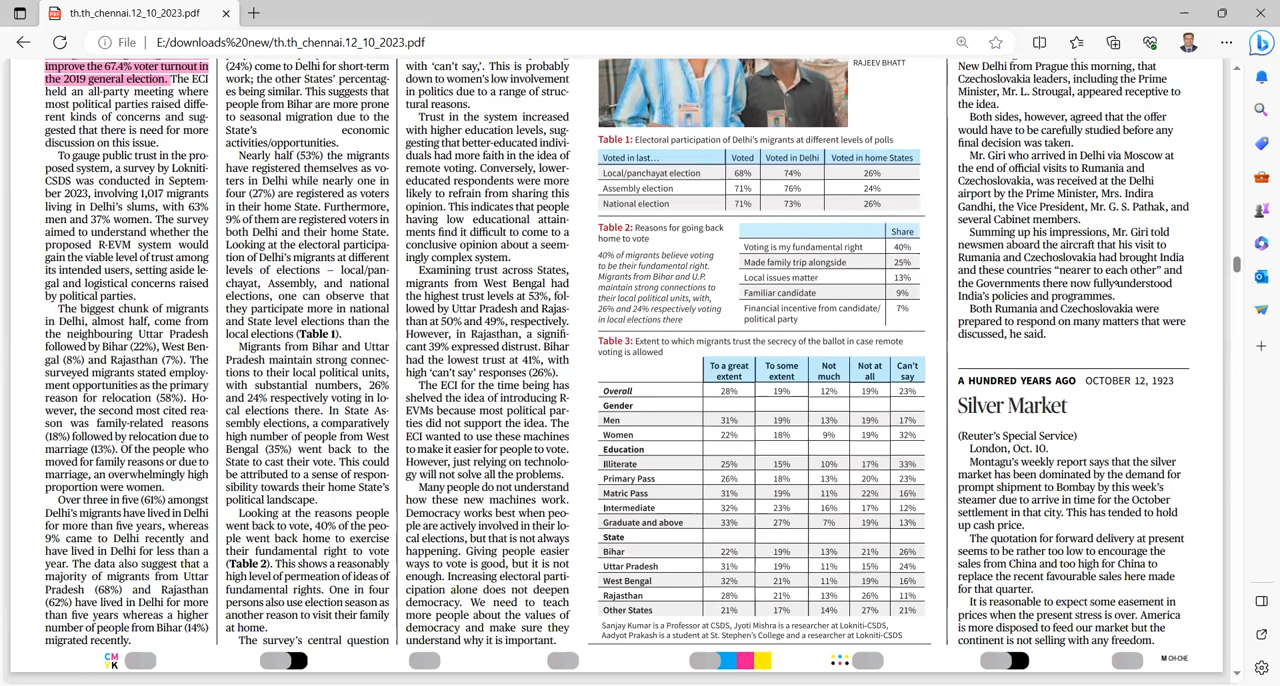 th.th_chennai.12_10_2023.pdf
File
E:/downloads%20new/th.th_chennai.12_10_2023.pdf
improve the 67.4% voter turnout in
the 2019 general election. The ECI
held an all-party meeting where
most political parties raised diffe-
rent kinds of concerns and sug-
gested that there is need for more
discussion on this issue.
To gauge public trust in the pro-
posed system, a survey by Lokniti-
CSDS was conducted in Septem-
ber 2023, involving 1,017 migrants
living in Delhi's slums, with 63%
men and 37% women. The survey
aimed to understand whether the
proposed R-EVM system would
gain the viable level of trust among
its intended users, setting aside le-
gal and logistical concerns raised
by political parties.
The biggest chunk of migrants
in Delhi, almost half, come from
the neighbouring Uttar Pradesh
followed by Bihar (22%), West Ben-
gal (8%) and Rajasthan (7%). The
surveyed migrants stated employ-
ment opportunities as the primary
reason for relocation (58%). Ho-
wever, the second most cited rea-
son was family-related reasons
(18%) followed by relocation due to
marriage (13%). Of the people who
moved for family reasons or due to
marriage, an overwhelmingly high
proportion were women.
Over three in five (61%) amongst
Delhi's migrants have lived in Delhi
for more than five years, whereas
9% came to Delhi recently and
have lived in Delhi for less than a
year. The data also suggest that a
majority of migrants from Uttar
Pradesh (68%) and Rajasthan
(62%) have lived in Delhi for more
than five years whereas a higher
number of people from Bihar (14%)
migrated recently.
(24%) come to Delhi for short-term
work; the other States' percentag-
es being similar. This suggests that
people from Bihar are more prone
to seasonal migration due to the
State's economic
activities/opportunities.
Nearly half (53%) the migrants
have registered themselves as vo-
ters in Delhi while nearly one in
four (27%) are registered as voters
in their home State. Furthermore,
9% of them are registered voters in
both Delhi and their home State.
Looking at the electoral participa-
tion of Delhi's migrants at different
levels of elections – local/pan-
chayat, Assembly, and national
elections, one can observe that
they participate more in national
and State level elections than the
local elections (Table 1).
Migrants from Bihar and Uttar
Pradesh maintain strong connec-
tions to their local political units,
with substantial numbers, 26%
and 24% respectively voting in lo-
cal elections there. In State As-
sembly elections, a comparatively
high number of people from West
Bengal (35%) went back to the
State to cast their vote. This could
be attributed to a sense of respon-
sibility towards their home State's
political landscape.
Looking at the reasons people
went back to vote, 40% of the peo-
ple went back home to exercise
their fundamental right to vote
(Table 2). This shows a reasonably
high level of permeation of ideas of
fundamental rights. One in four
persons also use election season as
another reason to visit their family
at home.
The survey's central question
with 'can't say,'. This is probably
down to women's low involvement
in politics due to a range of struc-
tural reasons.
Trust in the system increased
with higher education levels, sug-
gesting that better-educated indivi-
duals had more faith in the idea of
remote voting. Conversely, lower-
educated respondents were more
likely to refrain from sharing this
opinion. This indicates that people
having low educational attain-
ments find it difficult to come to a
conclusive opinion about a seem-
ingly complex system.
Examining trust across States,
migrants from West Bengal had
the highest trust levels at 53%, fol-
lowed by Uttar Pradesh and Rajas-
than at 50% and 49%, respectively.
However, in Rajasthan, a signifi-
cant 39% expressed distrust. Bihar
had the lowest trust at 41%, with
high 'can't say' responses (26%).
The ECI for the time being has
shelved the idea of introducing R-
EVMs because most political par-
ties did not support the idea. The
ECI wanted to use these machines
to make it easier for people to vote.
However, just relying on technolo-
gy will not solve all the problems.
Many people do not understand
how these new machines work.
Democracy works best when peo-
ple are actively involved in their lo-
cal elections, but that is not always
happening. Giving people easier
ways to vote is good, but it is not
enough. Increasing electoral parti-
cipation alone does not deepen
democracy. We need to teach
more people about the values of
democracy and make sure they
understand why it is important.
RAJEEV BHATT
Table 1: Electoral participation of Delhi's migrants at different levels of polls
Voted in last... Voted Voted in Delhi Voted in home States
Local/panchayat election 68% 74% 26%
Assembly election 71% 76% 24%
National election 71% 73% 26%
Table 2: Reasons for going back
home to vote
40% of migrants believe voting
to be their fundamental right.
Migrants from Bihar and U.P.
maintain strong connections to
their local political units, with,
26% and 24% respectively voting
in local elections there
Share
Voting is my fundamental right 40%
Made family trip alongside 25%
Local issues matter 13%
Familiar candidate 9%
Financial incentive from candidate/ 7%
political party
Table 3: Extent to which migrants trust the secrecy of the ballot in case remote
voting is allowed
To a great To some Not Not at Can't
extent extent much all say
Overall 28% 19% 12% 19% 23%
Gender
Men 31% 19% 13% 19% 17%
Women 22% 18% 9% 19% 32%
Education
Illiterate 25% 15% 10% 17% 33%
Primary Pass 26% 18% 13% 20% 23%
Matric Pass 31% 19% 11% 22% 16%
Intermediate 32% 23% 16% 17% 12%
Graduate and above 33% 27% 7% 19% 13%
State
Bihar 22% 19% 13% 21% 26%
Uttar Pradesh 31% 19% 11% 15% 24%
West Bengal 32% 21% 11% 19% 16%
Rajasthan 28% 21% 13% 26% 11%
Other States 21% 17% 14% 27% 21%
Sanjay Kumar is a Professor at CSDS, Jyoti Mishra is a researcher at Lokniti-CSDS,
Aadyot Prakash is a student at St. Stephen's College and a researcher at Lokniti-CSDS
New Delhi from Prague this morning, that
Czechoslovakia leaders, including the Prime
Minister, Mr. L. Strougal, appeared receptive to
the idea.
Both sides, however, agreed that the offer
would have to be carefully studied before any
final decision was taken.
Mr. Giri who arrived in Delhi via Moscow at
the end of official visits to Rumania and
Czechoslovakia, was received at the Delhi
airport by the Prime Minister, Mrs. Indira
Gandhi, the Vice President, Mr. G. S. Pathak, and
several Cabinet members.
Summing up his impressions, Mr. Giri told
newsmen aboard the aircraft that his visit to
Rumania and Czechoslovakia had brought India
and these countries “nearer to each other” and
the Governments there now fully understood
India's policies and programmes.
Both Rumania and Czechoslovakia were
prepared to respond on many matters that were
discussed, he said.
A HUNDRED YEARS AGO OCTOBER 12, 1923
Silver Market
(Reuter's Special Service)
London, Oct. 10.
Montagu's weekly report says that the silver
market has been dominated by the demand for
prompt shipment to Bombay by this week's
steamer due to arrive in time for the October
settlement in that city. This has tended to hold
up cash price.
The quotation for forward delivery at present
seems to be rather too low to encourage the
sales from China and too high for China to
replace the recent favourable sales here made
for that quarter.
It is reasonable to expect some easement in
prices when the present stress is over. America
is more disposed to feed our market but the
continent is not selling with any freedom.
CM
YK
M CH-CHE